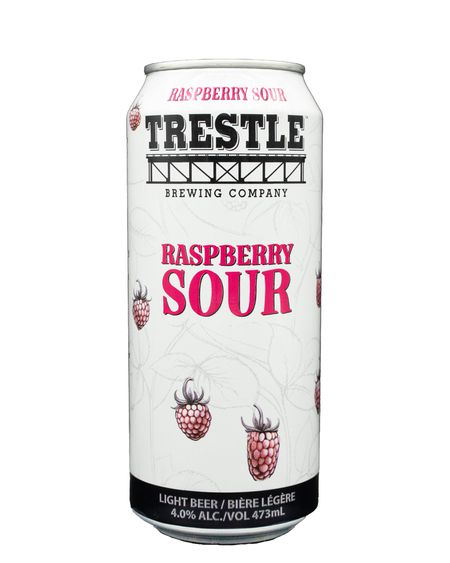 RASPBERRY SOUR
TRESTLE
BREWING COMPANY
RASPBERRY
SOUR
LIGHT BEER / BIÈRE LÉGÈRE
4.0% ALC./VOL 473mL